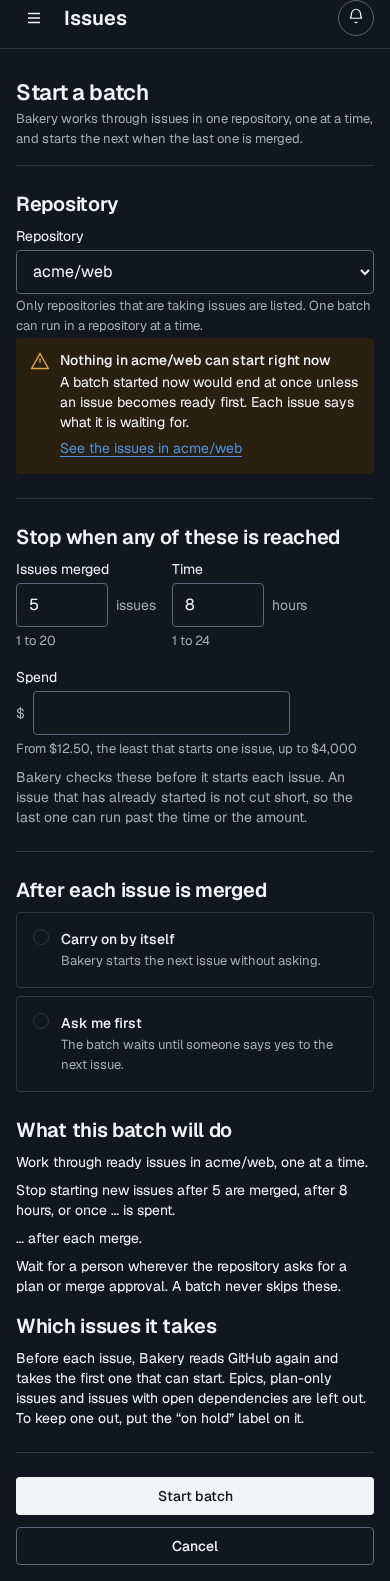 Issues
Start a batch
Bakery works through issues in one repository, one at a time,
and starts the next when the last one is merged.
Repository
Repository
acme/web
Only repositories that are taking issues are listed. One batch
can run in a repository at a time.
Nothing in acme/web can start right now
A batch started now would end at once unless
an issue becomes ready first. Each issue says
what it is waiting for.
See the issues in acme/web
Stop when any of these is reached
Issues merged Time
5 issues 8 hours
1 to 20 1 to 24
Spend
$
From $12.50, the least that starts one issue, up to $4,000
Bakery checks these before it starts each issue. An
issue that has already started is not cut short, so the
last one can run past the time or the amount.
After each issue is merged
Carry on by itself
Bakery starts the next issue without asking.
Ask me first
The batch waits until someone says yes to the
next issue.
What this batch will do
Work through ready issues in acme/web, one at a time.
Stop starting new issues after 5 are merged, after 8
hours, or once … is spent.
… after each merge.
Wait for a person wherever the repository asks for a
plan or merge approval. A batch never skips these.
Which issues it takes
Before each issue, Bakery reads GitHub again and
takes the first one that can start. Epics, plan-only
issues and issues with open dependencies are left out.
To keep one out, put the “on hold” label on it.
Start batch
Cancel